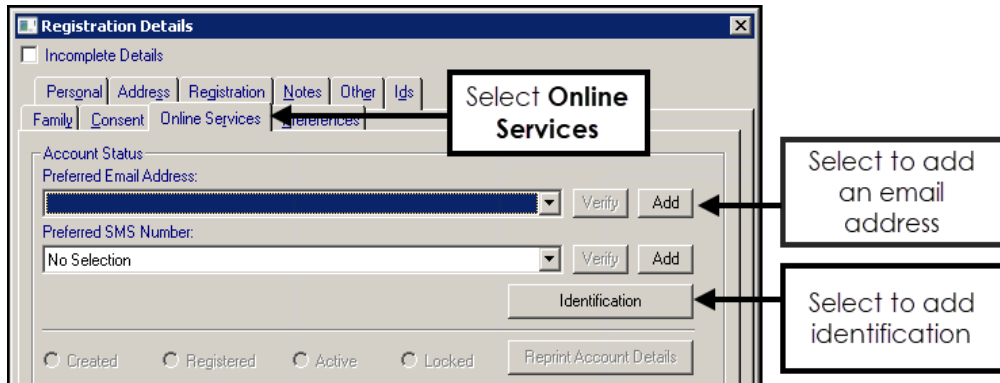 Registration Details
Incomplete Details
Personal Address Registration Notes Other Ids
Family Consent Online Services Preferences
Select Online
Services
Account Status
Preferred Email Address:
Verify Add
Select to add
an email
address
Preferred SMS Number:
No Selection Verify Add
Identification
Select to add
identification
Created Registered Active Locked Reprint Account Details